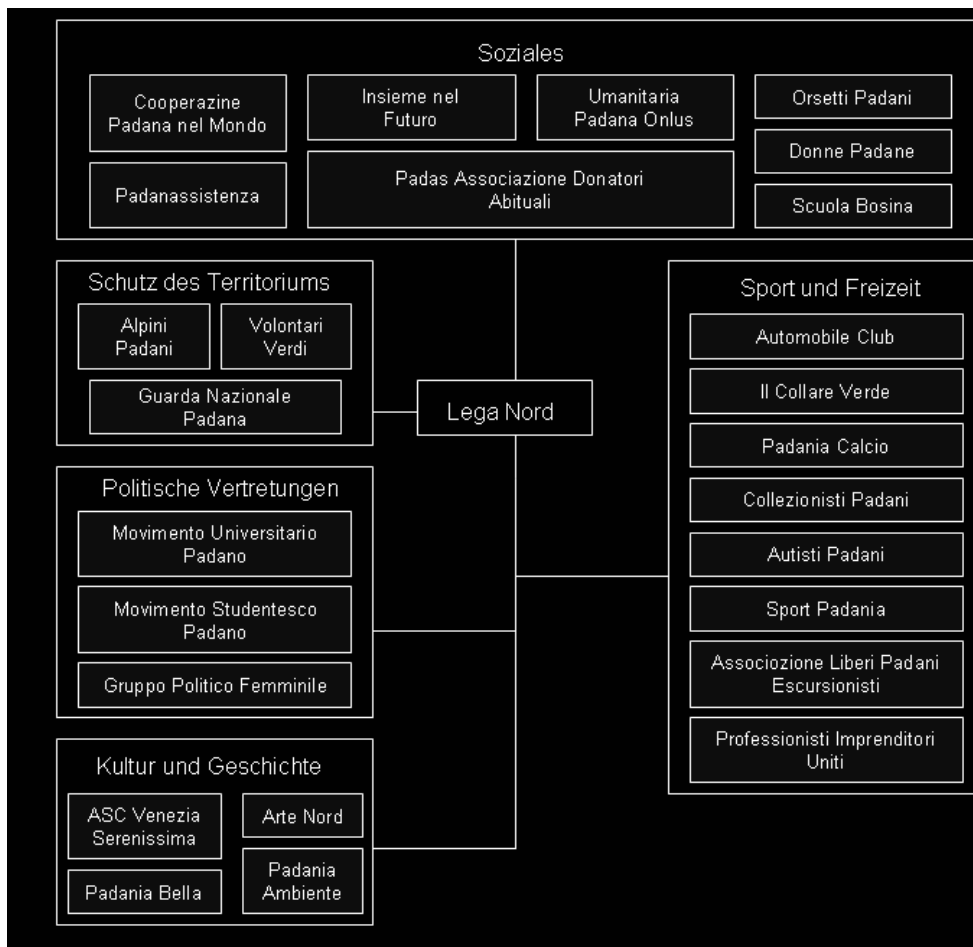 Soziales
Cooperazine
Padana nel Mondo
Insieme nel
Futuro
Umanitaria
Padana Onlus
Orsetti Padani
Padanassistenza
Padas Associazione Donatori
Abituali
Donne Padane
Scuola Bosina
Schutz des Territoriums
Alpini
Padani
Volontari
Verdi
Guarda Nazionale
Padana
Lega Nord
Politische Vertretungen
Movimento Universitario
Padano
Movimento Studentesco
Padano
Gruppo Politico Femminile
Kultur und Geschichte
ASC Venezia
Serenissima
Arte Nord
Padania Bella
Padania
Ambiente
Sport und Freizeit
Automobile Club
Il Collare Verde
Padania Calcio
Collezionisti Padani
Autisti Padani
Sport Padania
Associozione Liberi Padani
Escursionisti
Professionisti Imprenditori
Uniti